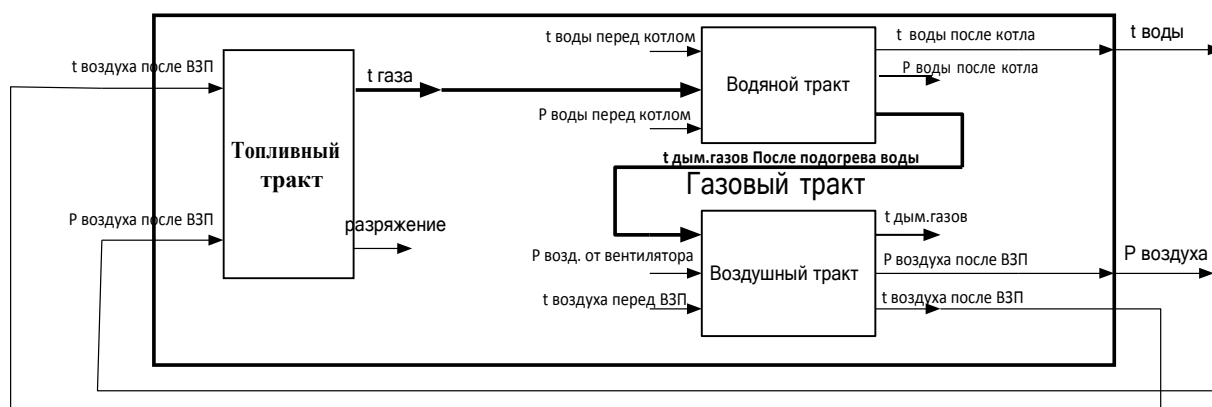 t воды перед котлом
t воды после котла
t воды
t воздуха после ВЗП
t газа
P воды после котла
Водяной тракт
P воды перед котлом
Топливный
тракт
t дым.газов После подогрева воды
Газовый тракт
P воздуха после ВЗП
разряжение
t дым.газов
P возд. от вентилятора
Воздушный тракт
P воздуха после ВЗП
P воздуха
t воздуха перед ВЗП
t воздуха после ВЗП